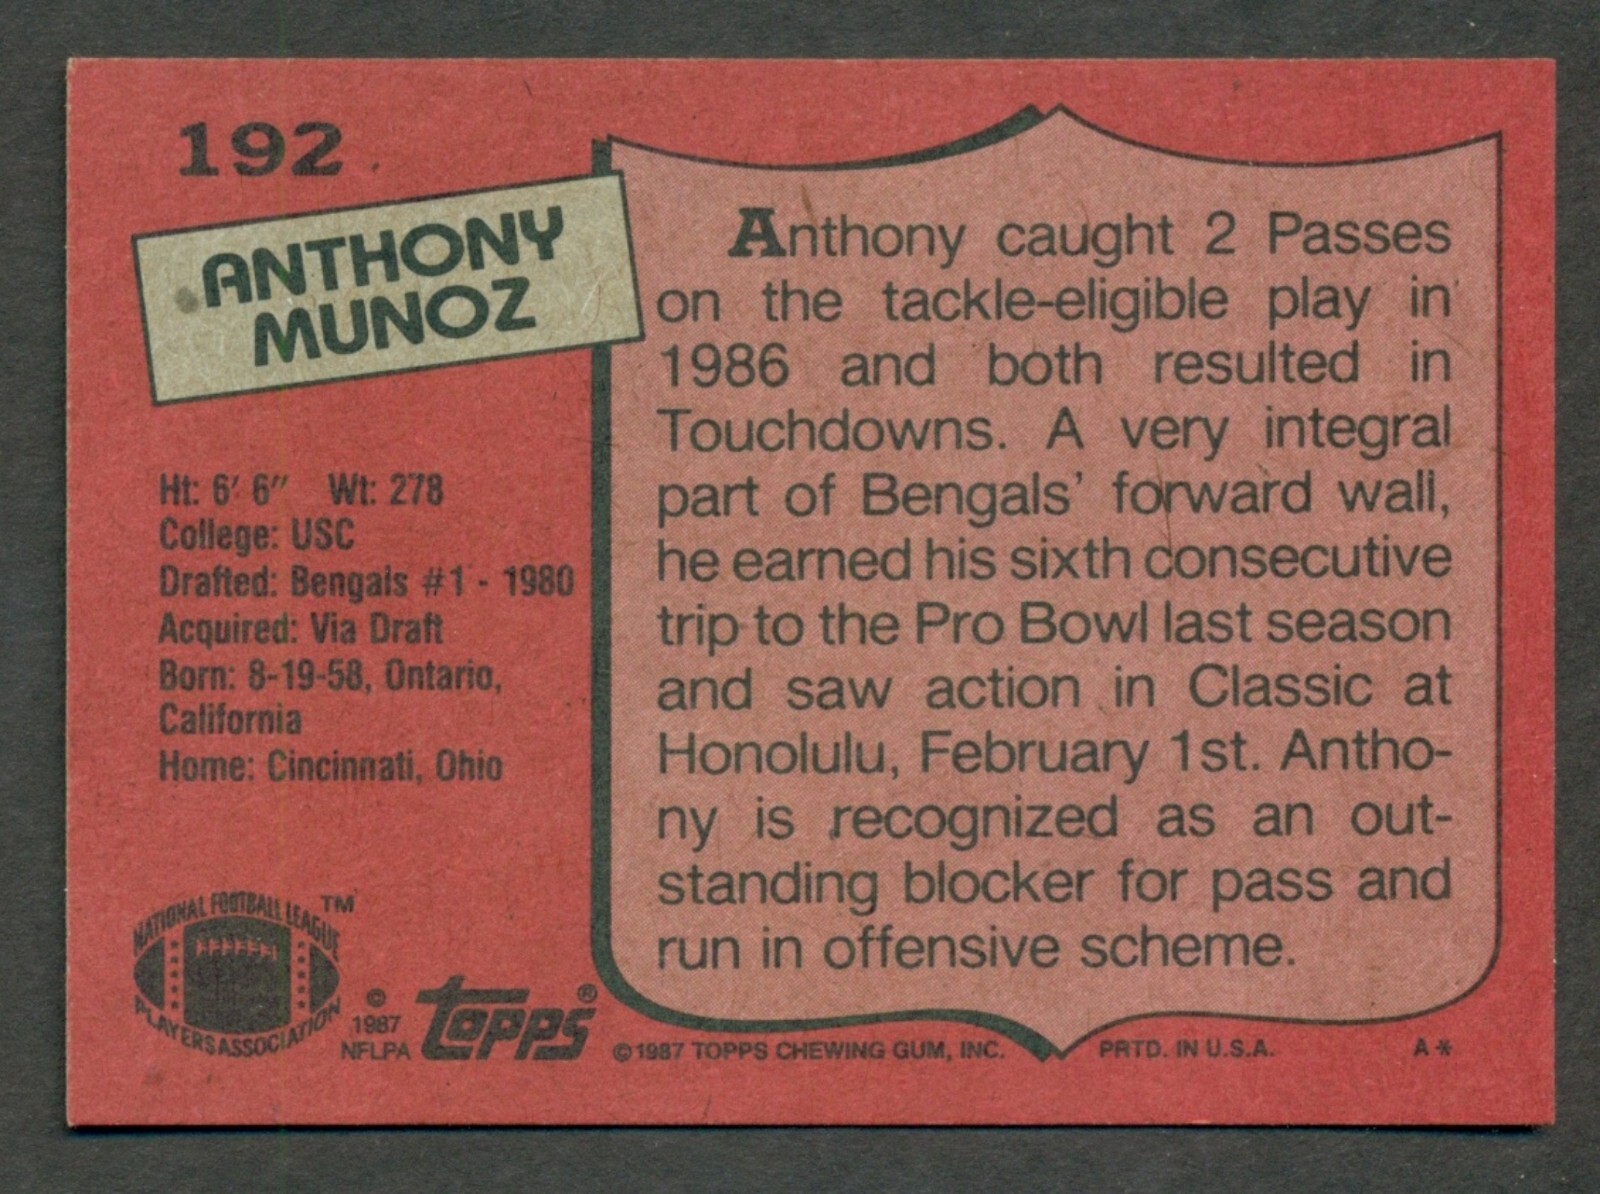 192
ANTHONY
MUNOZ
Ht: 6' 6" Wt: 278
College: USC
Drafted: Bengals #1 - 1980
Acquired: Via Draft
Born: 8-19-58, Ontario,
California
Home: Cincinnati, Ohio
Anthony caught 2 Passes
on the tackle-eligible play in
1986 and both resulted in
Touchdowns. A very integral
part of Bengals' forward wall,
he earned his sixth consecutive
trip to the Pro Bowl last season
and saw action in Classic at
Honolulu, February 1st. Antho-
ny is recognized as an out-
standing blocker for pass and
run in offensive scheme.
NATIONAL FOOTBALL LEAGUE ™
PLAYERS ASSOCIATION
©
1987
NFLPA
Topps ®
© 1987 TOPPS CHEWING GUM, INC. PRTD. IN U.S.A. A*